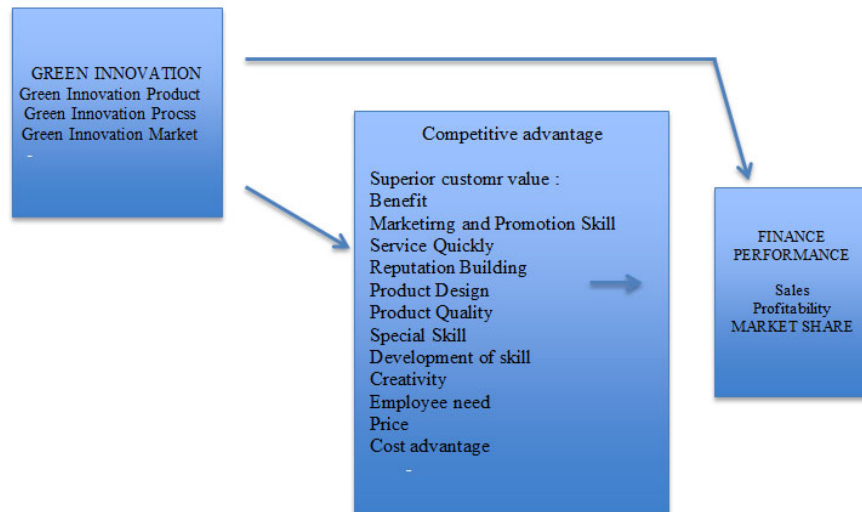 GREEN INNOVATION
Green Innovation Product
Green Innovation Procss
Green Innovation Market
-
Competitive advantage
Superior customr value :
Benefit
Marketirng and Promotion Skill
Service Quickly
Reputation Building
Product Design
Product Quality
Special Skill
Development of skill
Creativity
Employee need
Price
Cost advantage
-
FINANCE
PERFORMANCE
Sales
Profitability
MARKET SHARE